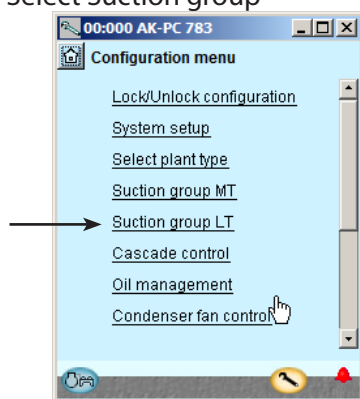 Select Suction group
00:000 AK-PC 783
Configuration menu
Lock/Unlock configuration
System setup
Select plant type
Suction group MT
Suction group LT
Cascade control
Oil management
Condenser fan control